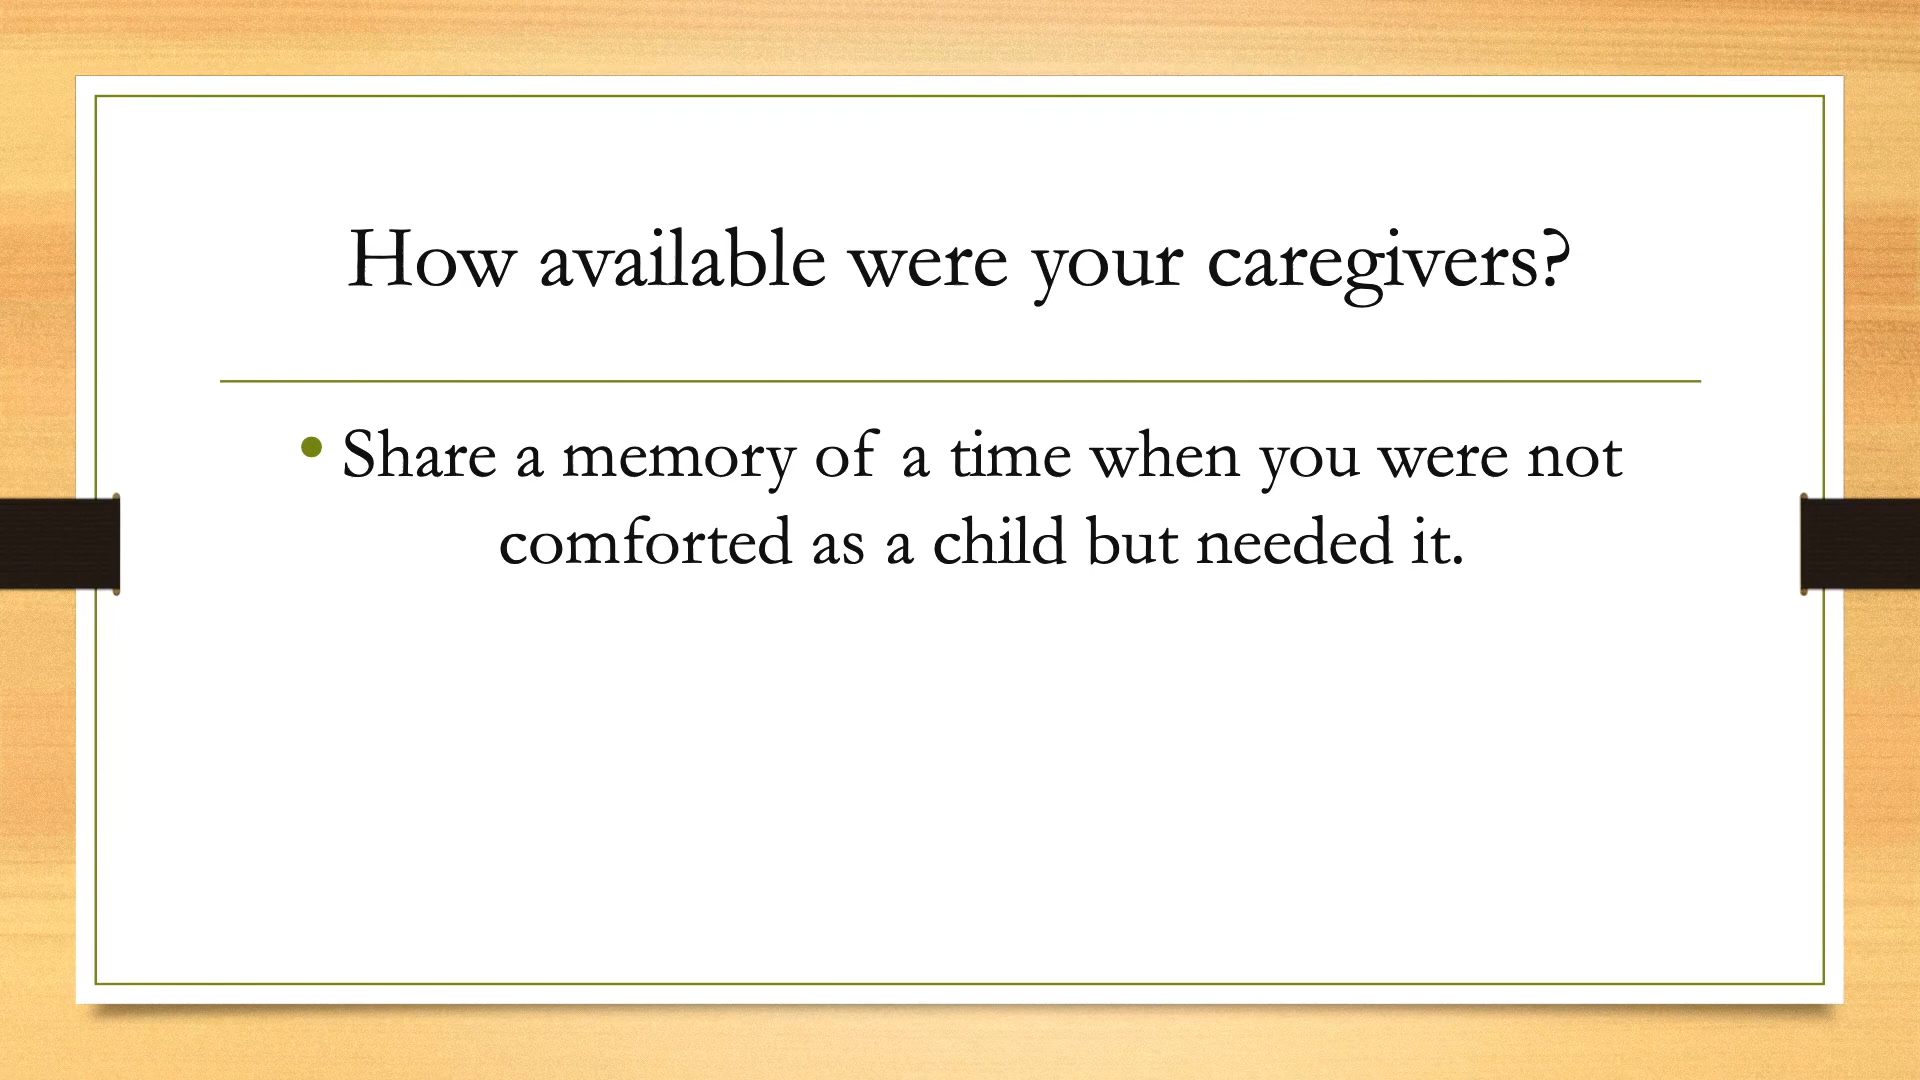 How available were your caregivers?
• Share a memory of a time when you were not
comforted as a child but needed it.